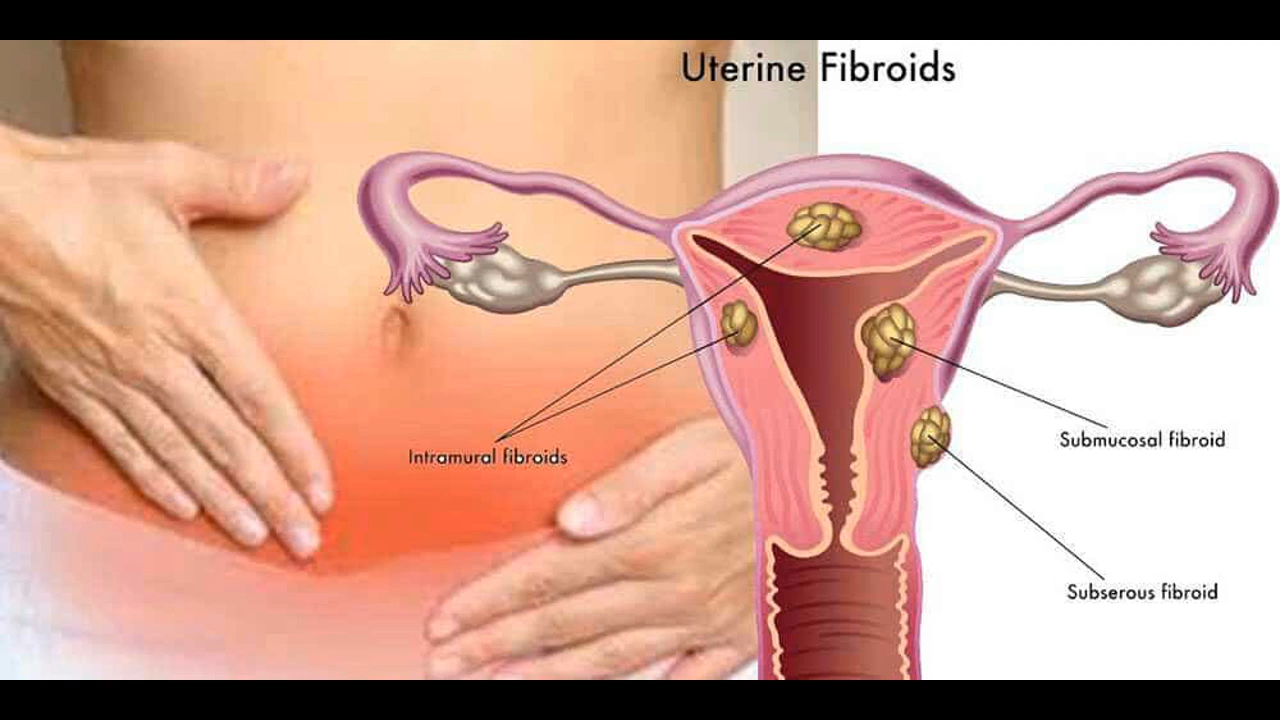 Uterine Fibroids
Intramural fibroids
Submucosal fibroid
Subserous fibroid